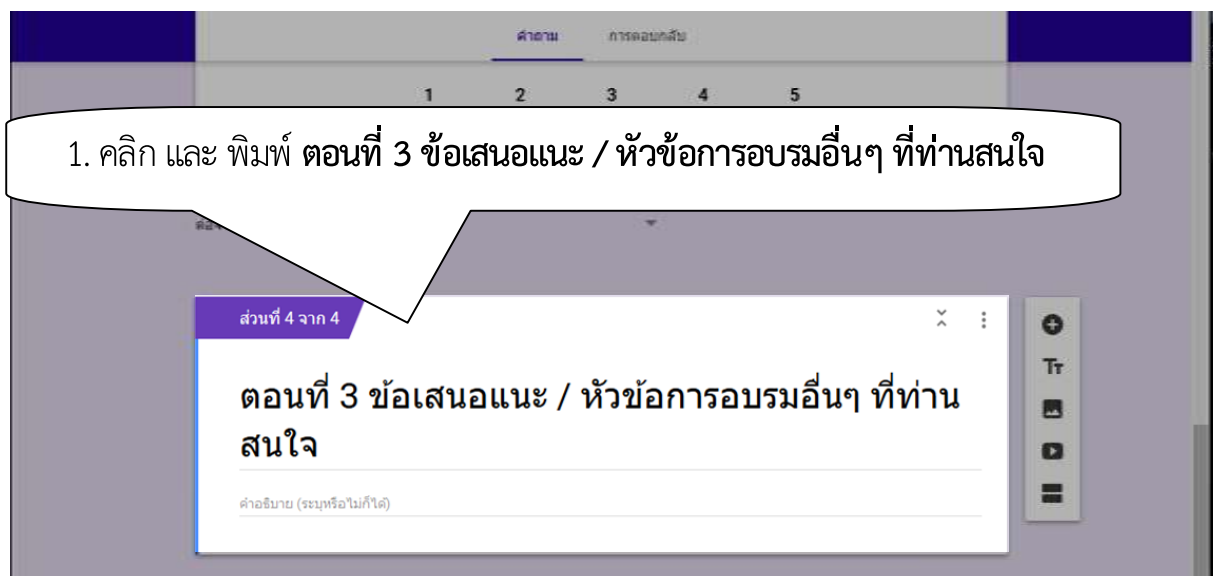 คำถาม การตอบกลับ
1 2 3 4 5
1. คลิก และ พิมพ์ ตอนที่ 3 ข้อเสนอแนะ / หัวข้อการอบรมอื่นๆ ที่ท่านสนใจ
ส่วนที่ 4 จาก 4
ตอนที่ 3 ข้อเสนอแนะ / หัวข้อการอบรมอื่นๆ ที่ท่าน
สนใจ
คำอธิบาย (ระบุหรือไม่ก็ได้)
Tт